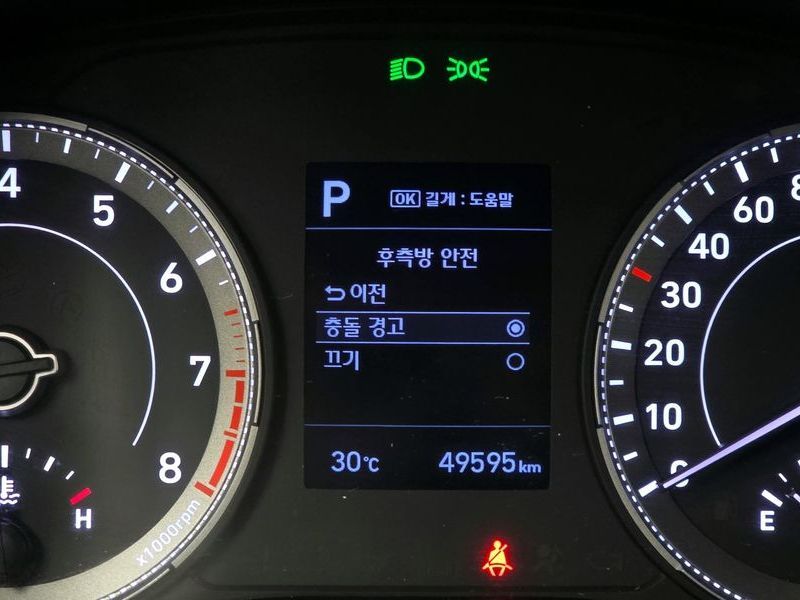 P
OK 길게 : 도움말
후측방 안전
이전
충돌 경고
끄기
30℃
49595 km
4
5
6
7
8
x1000rpm
H
60
40
30
20
10
0
E